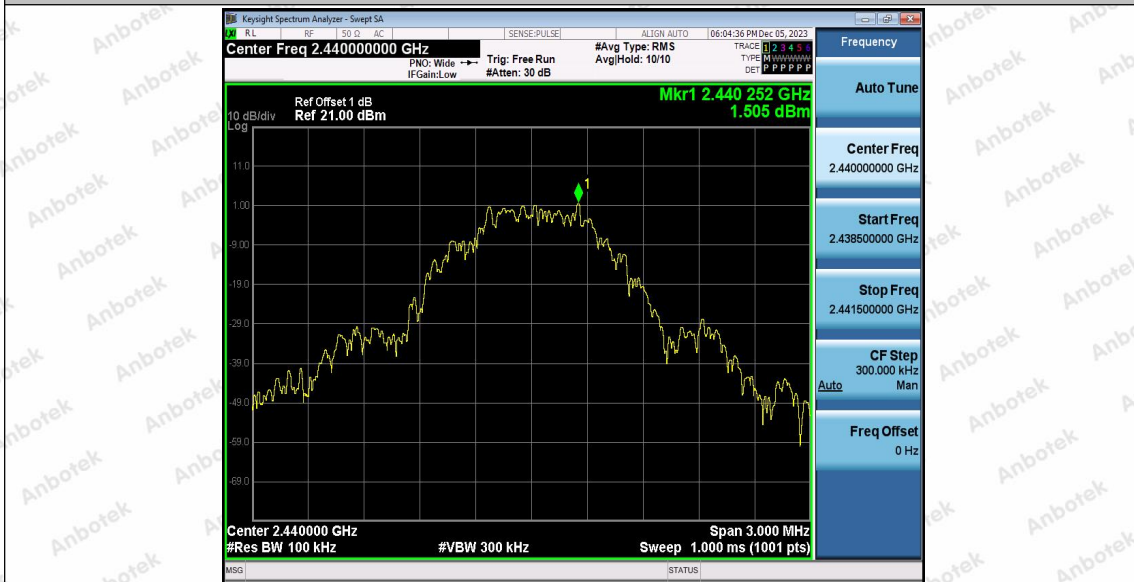 Keysight Spectrum Analyzer - Swept SA
LXI RL RF 50 Ω AC SENSE:PULSE ALIGN AUTO 06:04:36 PM Dec 05, 2023
Center Freq 2.440000000 GHz
PNO: Wide
IFGain:Low
Trig: Free Run
#Atten: 30 dB
#Avg Type: RMS
Avg|Hold: 10/10
TRACE 1 2 3 4 5 6
TYPE MWWWWW
DET P P P P P P
Frequency
Auto Tune
Center Freq
2.440000000 GHz
Start Freq
2.438500000 GHz
Stop Freq
2.441500000 GHz
CF Step
300.000 kHz
Auto Man
Freq Offset
0 Hz
Mkr1 2.440 252 GHz
1.505 dBm
Ref Offset 1 dB
10 dB/div Ref 21.00 dBm
Log
1
11.0
1.00
-9.00
-19.0
-29.0
-39.0
-49.0
-59.0
-69.0
Center 2.440000 GHz Span 3.000 MHz
#Res BW 100 kHz #VBW 300 kHz Sweep 1.000 ms (1001 pts)
MSG STATUS
Anbotek